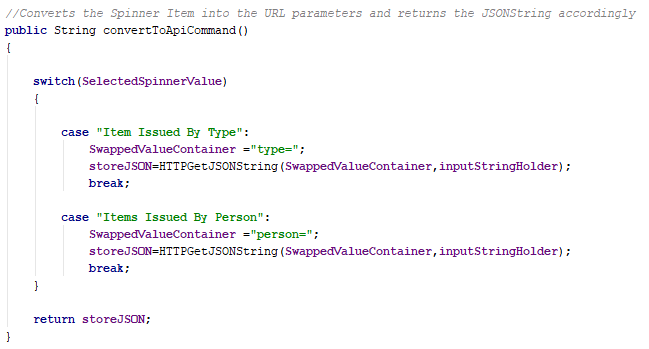 //Converts the Spinner Item into the URL parameters and returns the JSONString accordingly
public String convertToApiCommand()
{
switch(SelectedSpinnerValue)
{
case "Item Issued By Type":
SwappedValueContainer ="type=";
storeJSON=HTTPGetJSONString(SwappedValueContainer,inputStringHolder);
break;
case "Items Issued By Person":
SwappedValueContainer ="person=";
storeJSON=HTTPGetJSONString(SwappedValueContainer,inputStringHolder);
break;
}
return storeJSON;
}